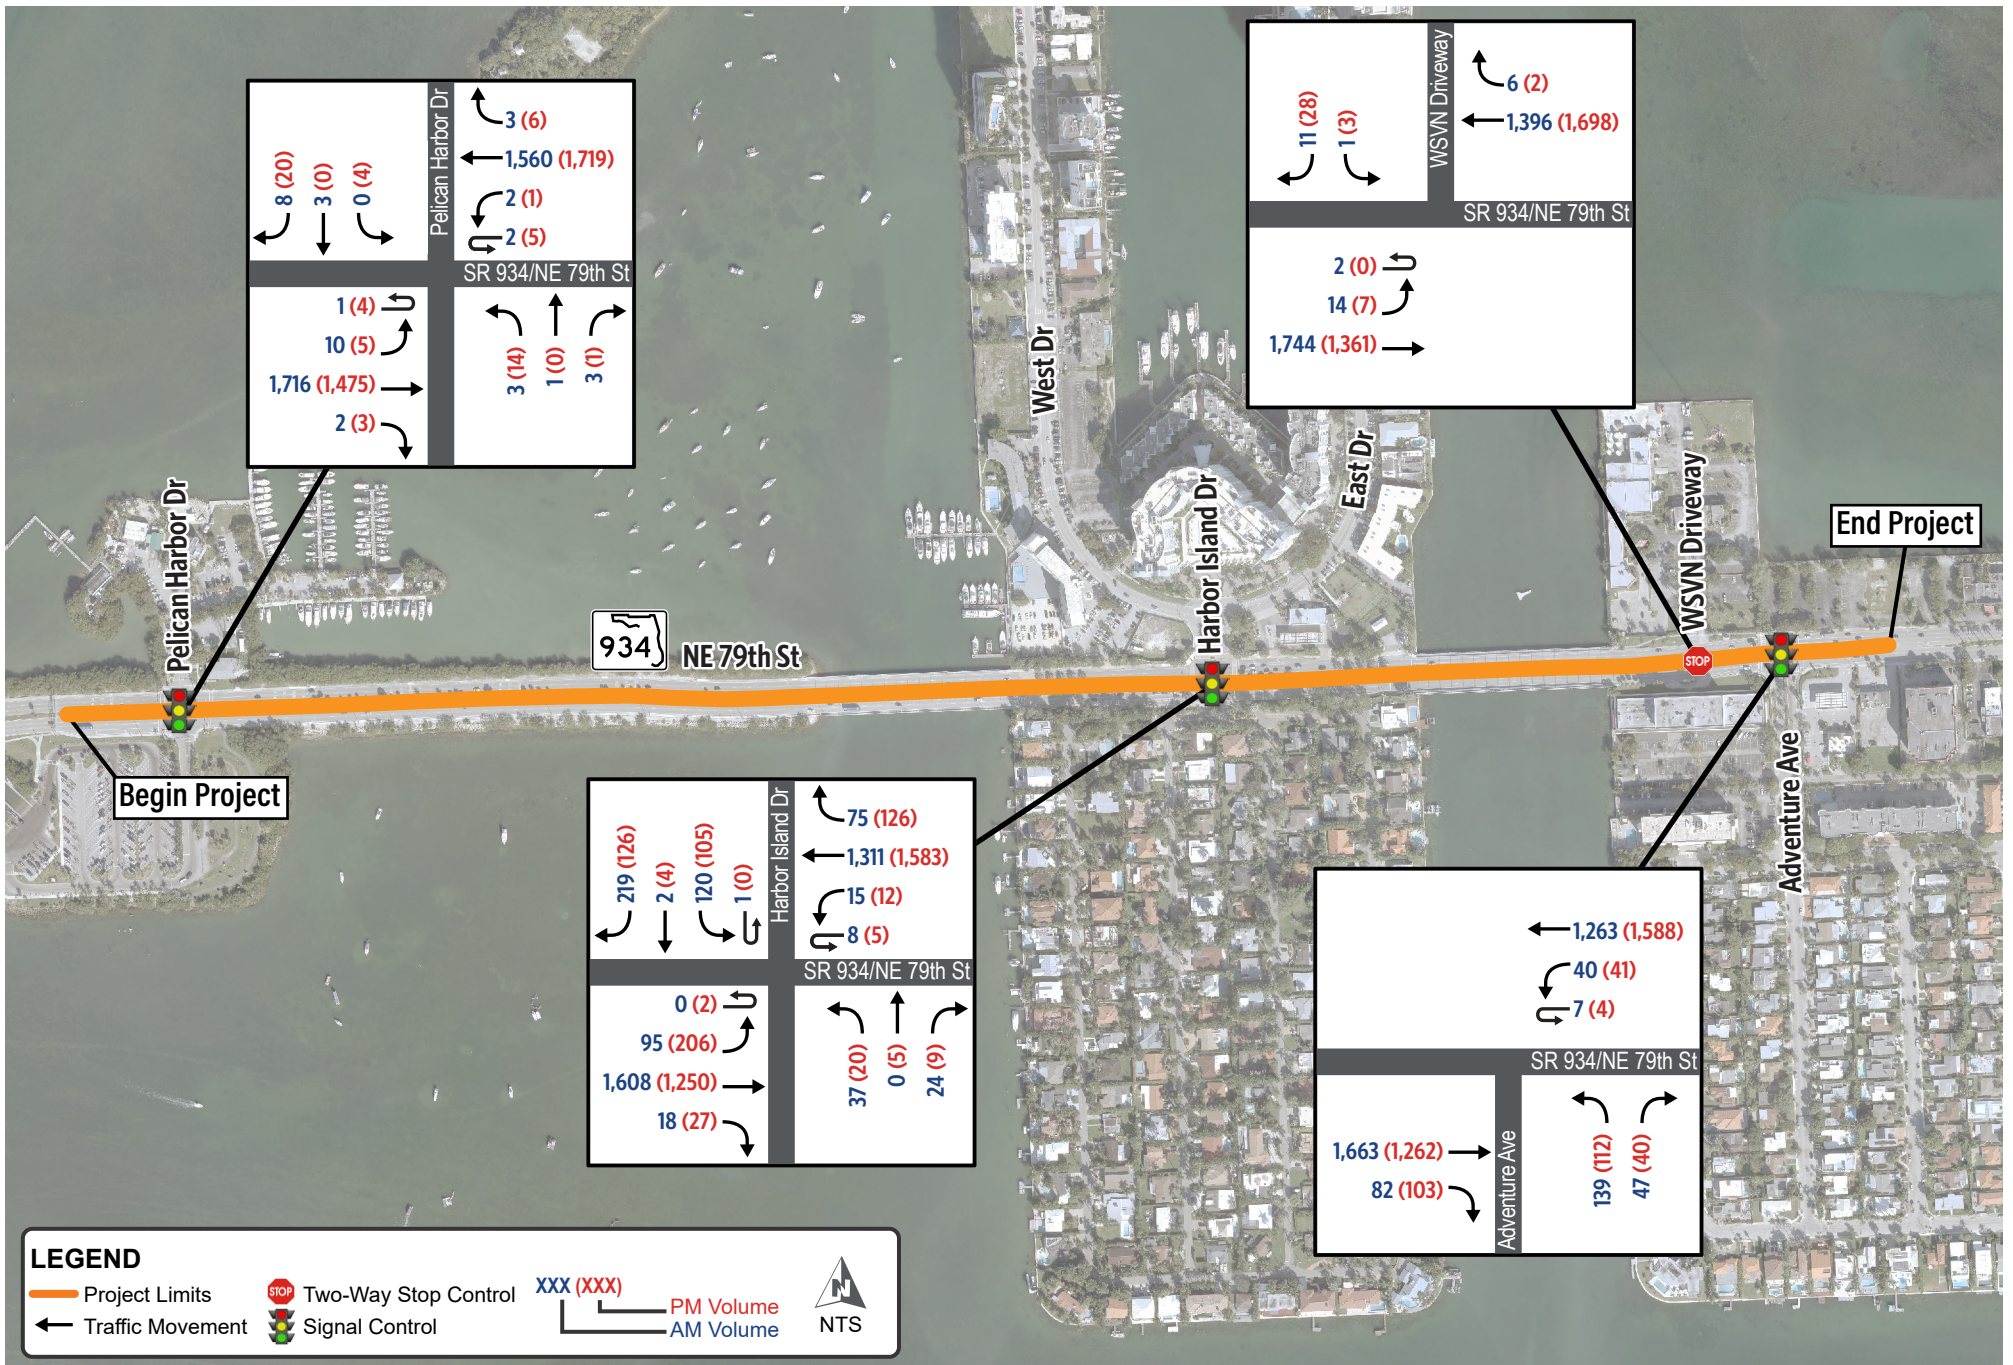 Pelican Harbor Dr
3 (6)
1,560 (1,719)
2 (1)
2 (5)
8 (20)
3 (0)
0 (4)
SR 934/NE 79th St
1 (4)
10 (5)
1,716 (1,475)
2 (3)
3 (14)
1 (0)
3 (1)
WSVN Driveway
6 (2)
1,396 (1,698)
11 (28)
1 (3)
SR 934/NE 79th St
2 (0)
14 (7)
1,744 (1,361)
West Dr
East Dr
Pelican Harbor Dr
Harbor Island Dr
WSVN Driveway
End Project
934
NE 79th St
STOP
Begin Project
Adventure Ave
Harbor Island Dr
75 (126)
1,311 (1,583)
15 (12)
8 (5)
219 (126)
2 (4)
120 (105)
1 (0)
SR 934/NE 79th St
0 (2)
95 (206)
1,608 (1,250)
18 (27)
37 (20)
0 (5)
24 (9)
1,263 (1,588)
40 (41)
7 (4)
SR 934/NE 79th St
1,663 (1,262)
82 (103)
Adventure Ave
139 (112)
47 (40)
LEGEND
Project Limits
Traffic Movement
STOP Two-Way Stop Control
Signal Control
XXX (XXX)
PM Volume
AM Volume
N
NTS